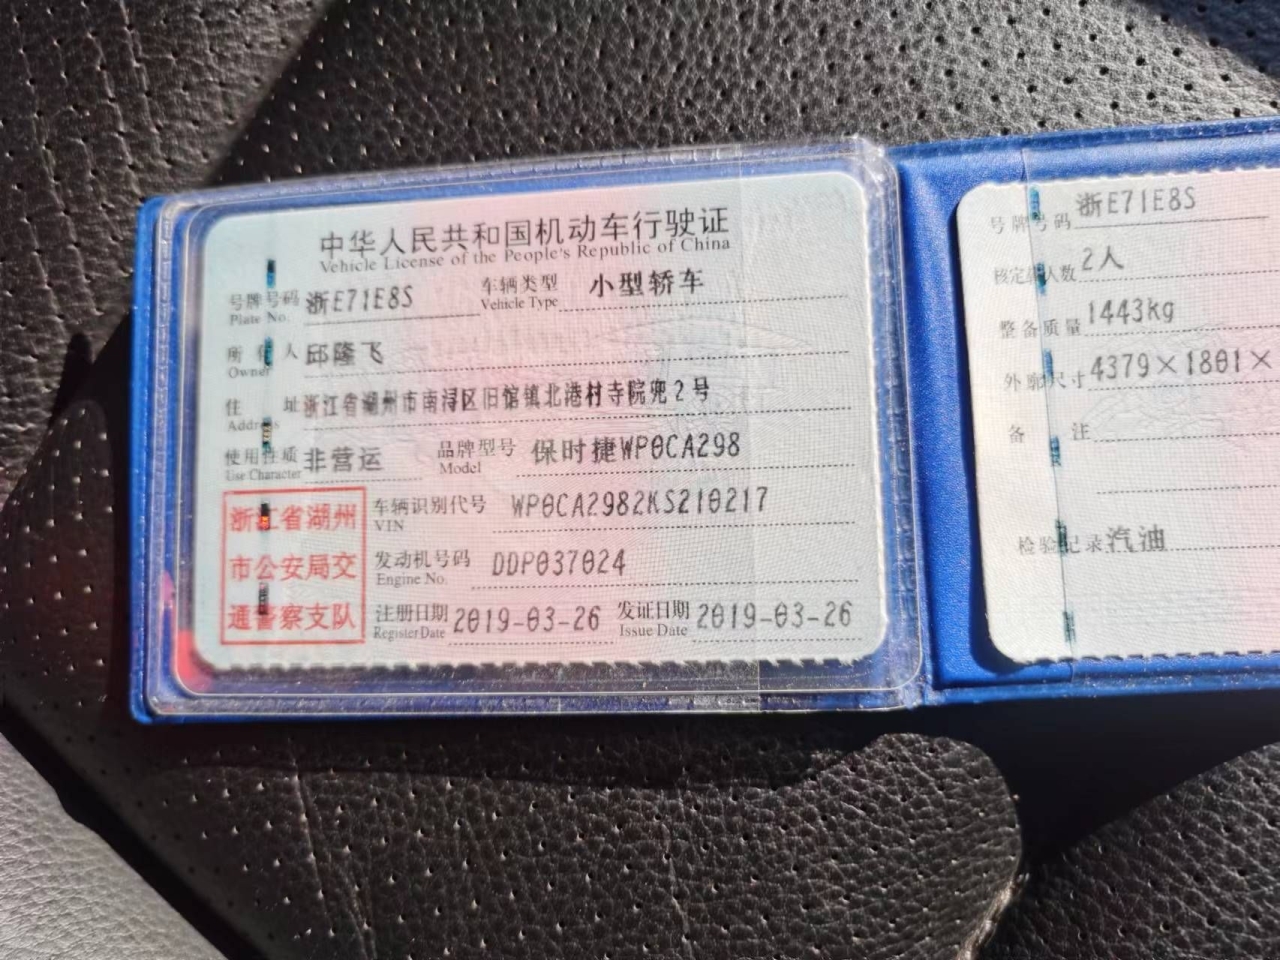 中华人民共和国机动车行驶证
Vehicle License of the People's Republic of China
号牌号码 浙E71E8S 车辆类型 小型轿车
Plate No. Vehicle Type
所有人 邱隆飞
Owner
住址 浙江省湖州市南浔区旧馆镇北港村寺院兜2号
Address
使用性质 非营运 品牌型号 保时捷WP0CA298
Use Character Model
浙江省湖州
市公安局交
通警察支队
车辆识别代号 WP0CA2982KS210217
VIN
发动机号码 DDP037024
Engine No.
注册日期 2019-03-26 发证日期 2019-03-26
Register Date Issue Date
号牌号码 浙E71E8S
核定载人数 2人
整备质量 1443kg
外廓尺寸 4379×1801×
备注
检验记录 汽油